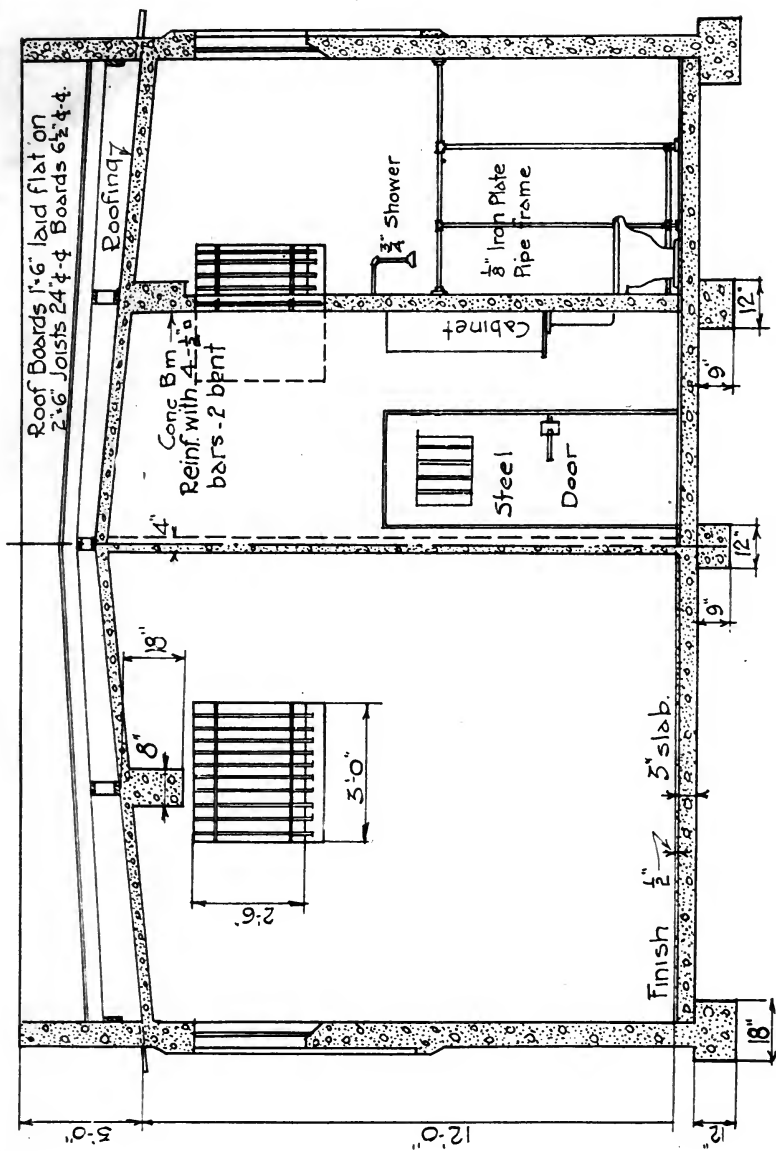 Roof Boards 1"×6" laid flat on
2"×6" Joists 24" ℄-℄ Boards 6½" ℄-℄.
Roofing
3'-0"
18"
8"
4"
Conc Bm
Reinf. with 4-½"□
bars-2 bent
¾" Shower
⅛" Iron Plate
Pipe Frame
Cabinet
Steel
Door
2'-6"
3'-0"
12'-0"
Finish ½"
5" slab.
12"
18"
9"
12"
9"
12"